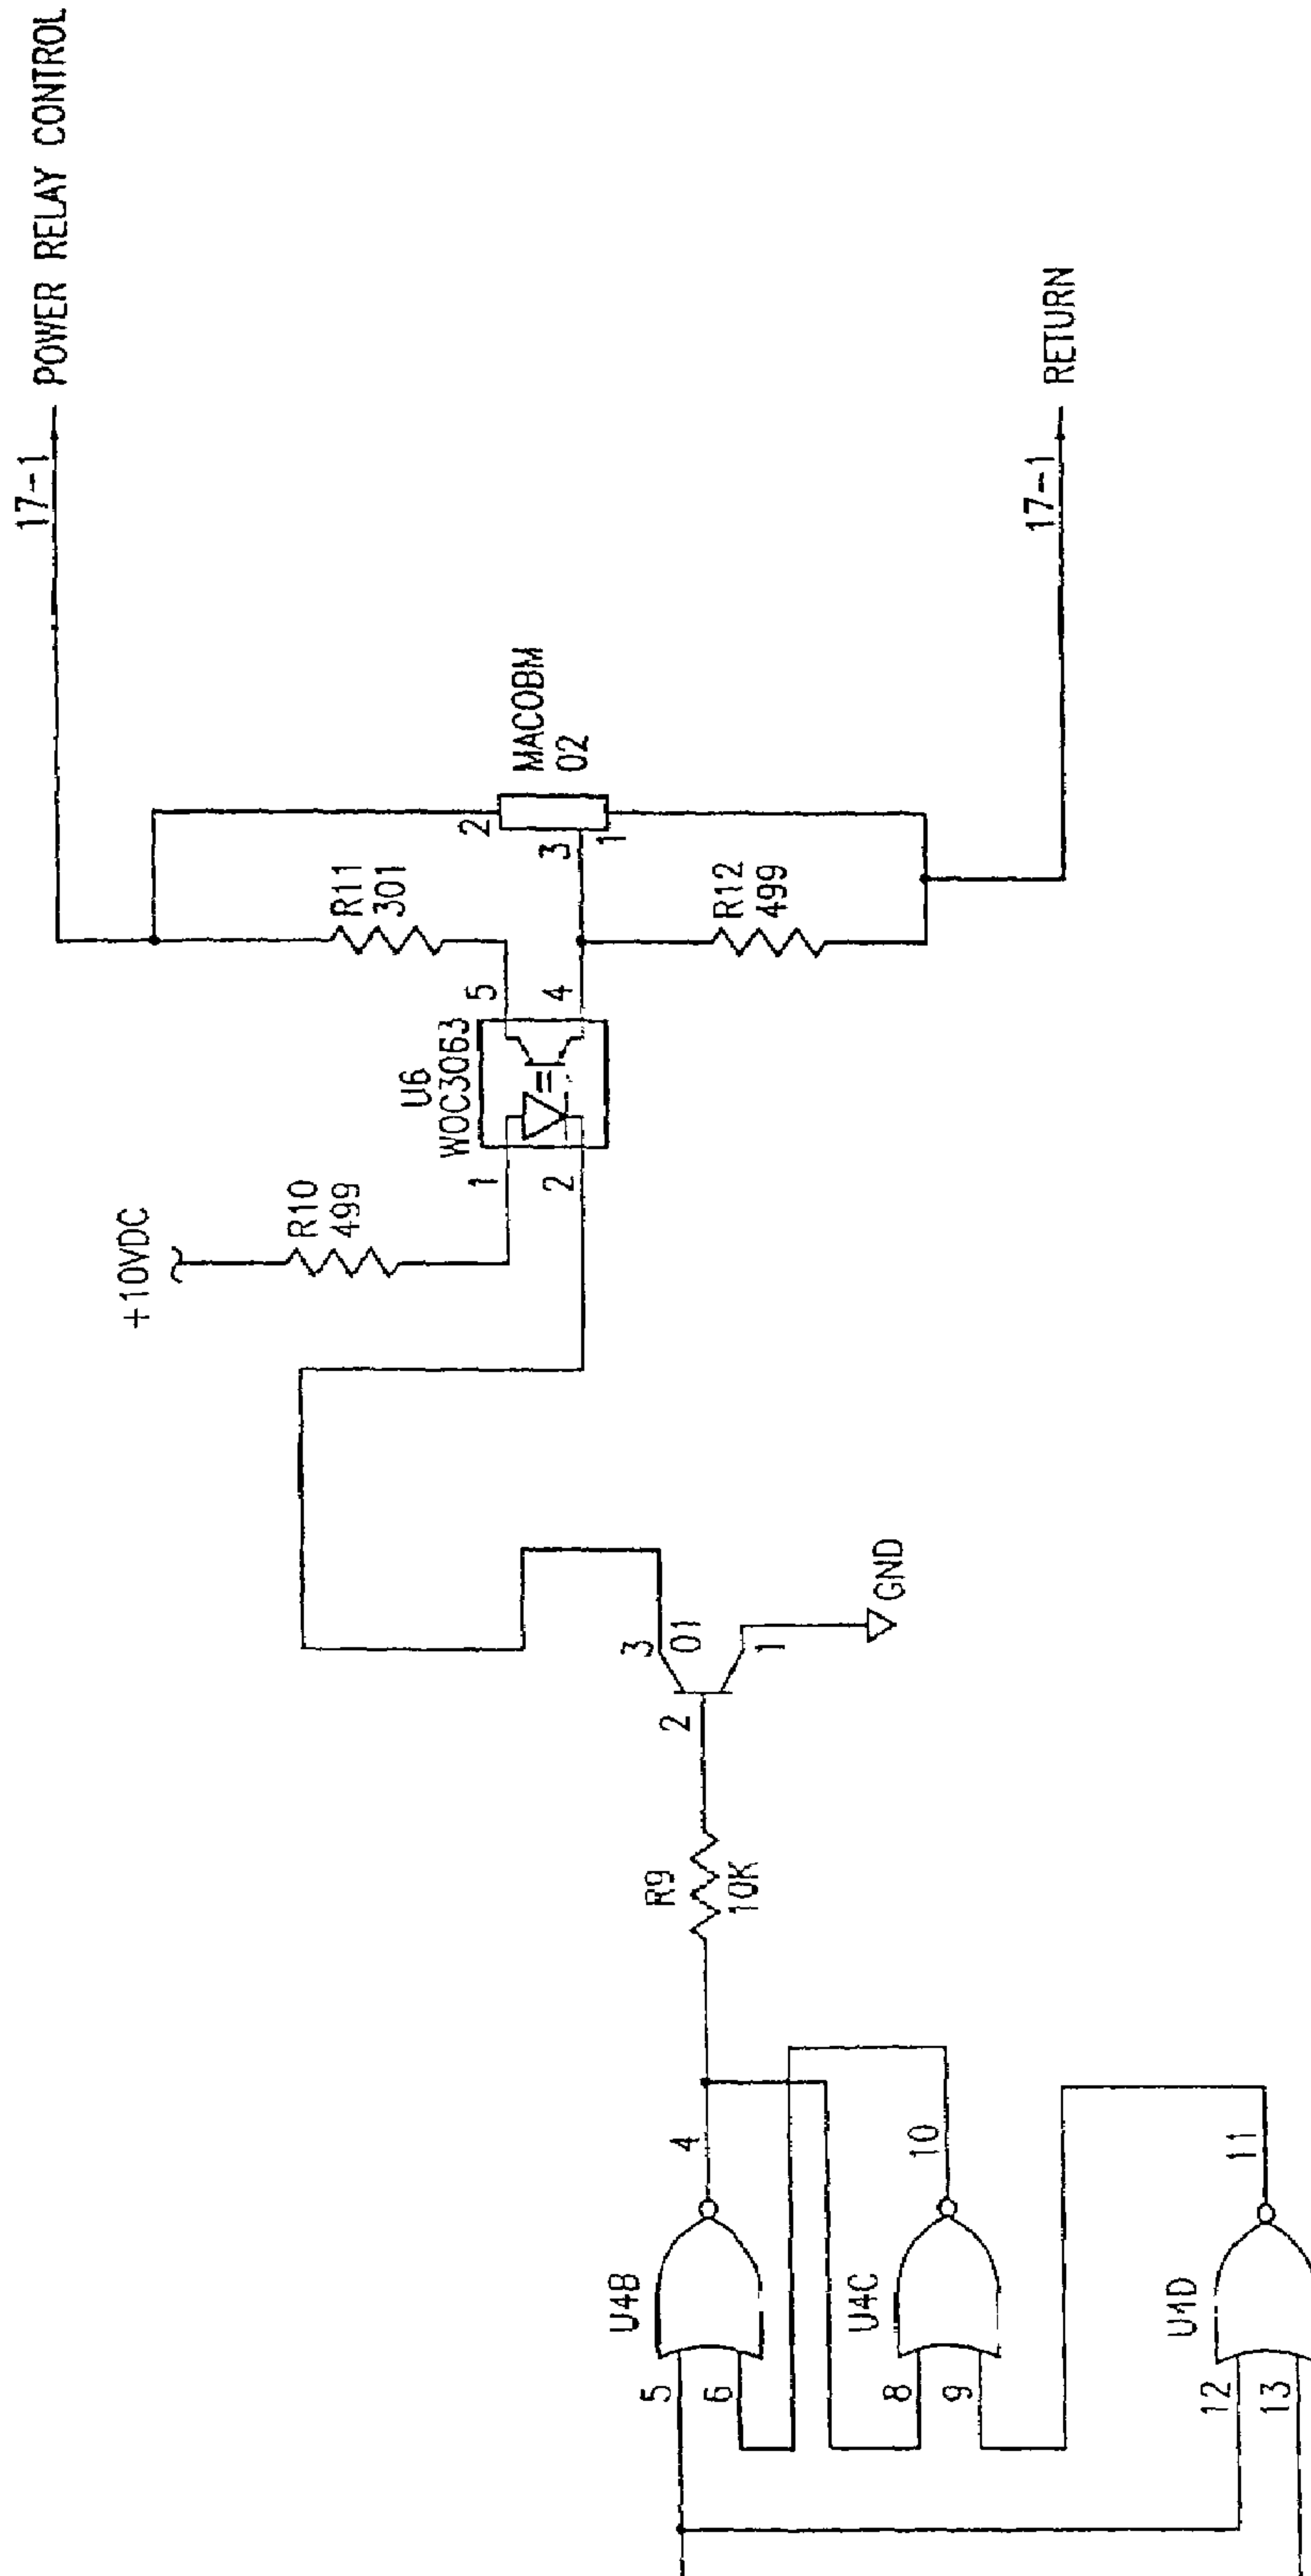 17-1 POWER RELAY CONTROL
+10VDC
R10
499
U6
WOC3063
1
2
5
4
R11
301
MACOBM
02
2
3
1
R12
499
17-1 RETURN
3
01
2
1
GND
R9
10K
U4B
5
6
4
U4C
8
9
10
U4D
12
13
11